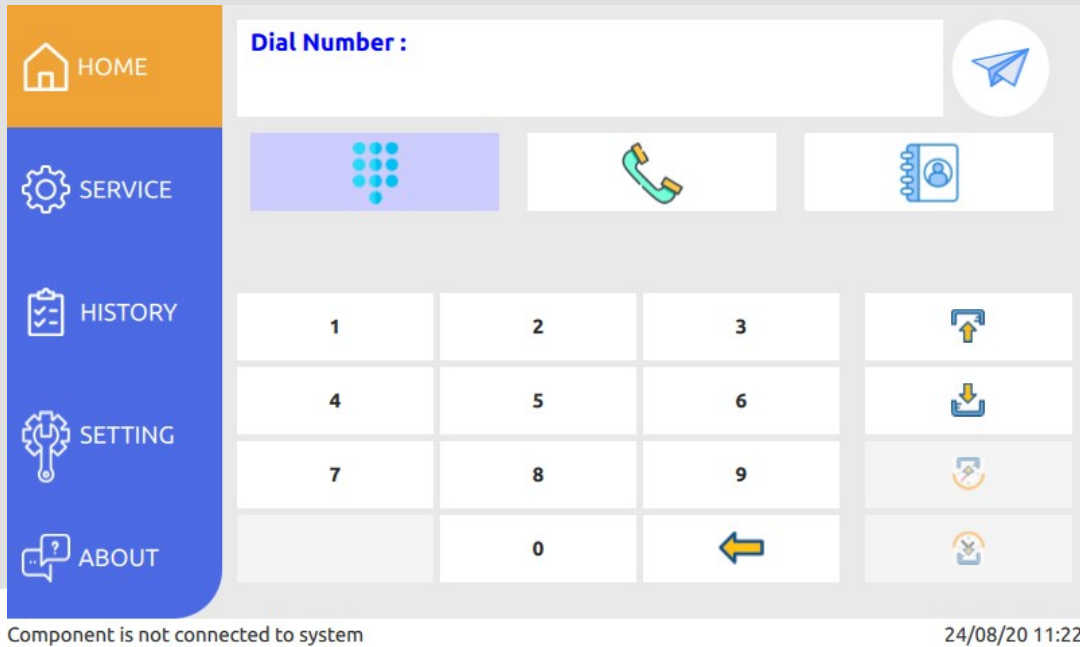 HOME
Dial Number :
SERVICE
HISTORY
1 2 3
4 5 6
SETTING
7 8 9
0
ABOUT
Component is not connected to system 24/08/20 11:22